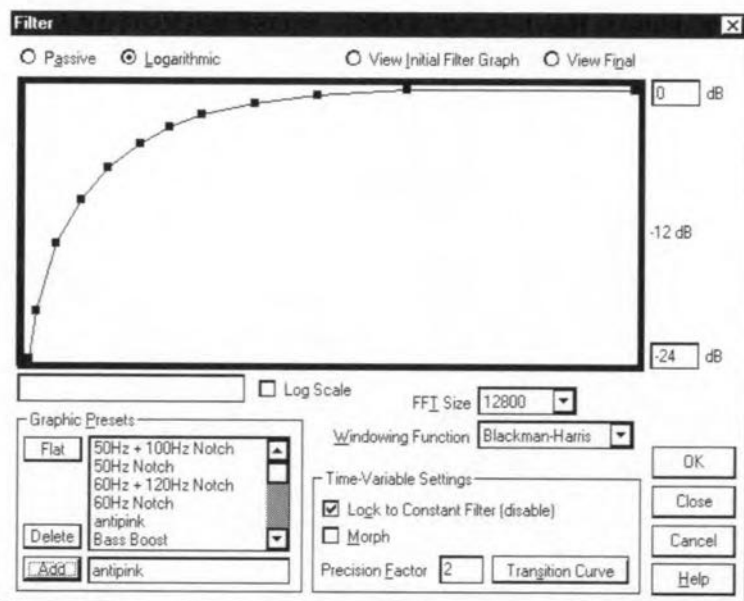 Filter
Passive Logarithmic View Initial Filter Graph View Final
0 dB
-12 dB
-24 dB
Log Scale
FFT Size 12800
Graphic Presets
Windowing Function Blackman-Harris
Flat
50Hz + 100Hz Notch
50Hz Notch
60Hz + 120Hz Notch
60Hz Notch
antipink
Bass Boost
Delete
Add antipink
Time-Variable Settings
Lock to Constant Filter (disable)
Morph
Precision Factor 2 Transition Curve
OK
Close
Cancel
Help